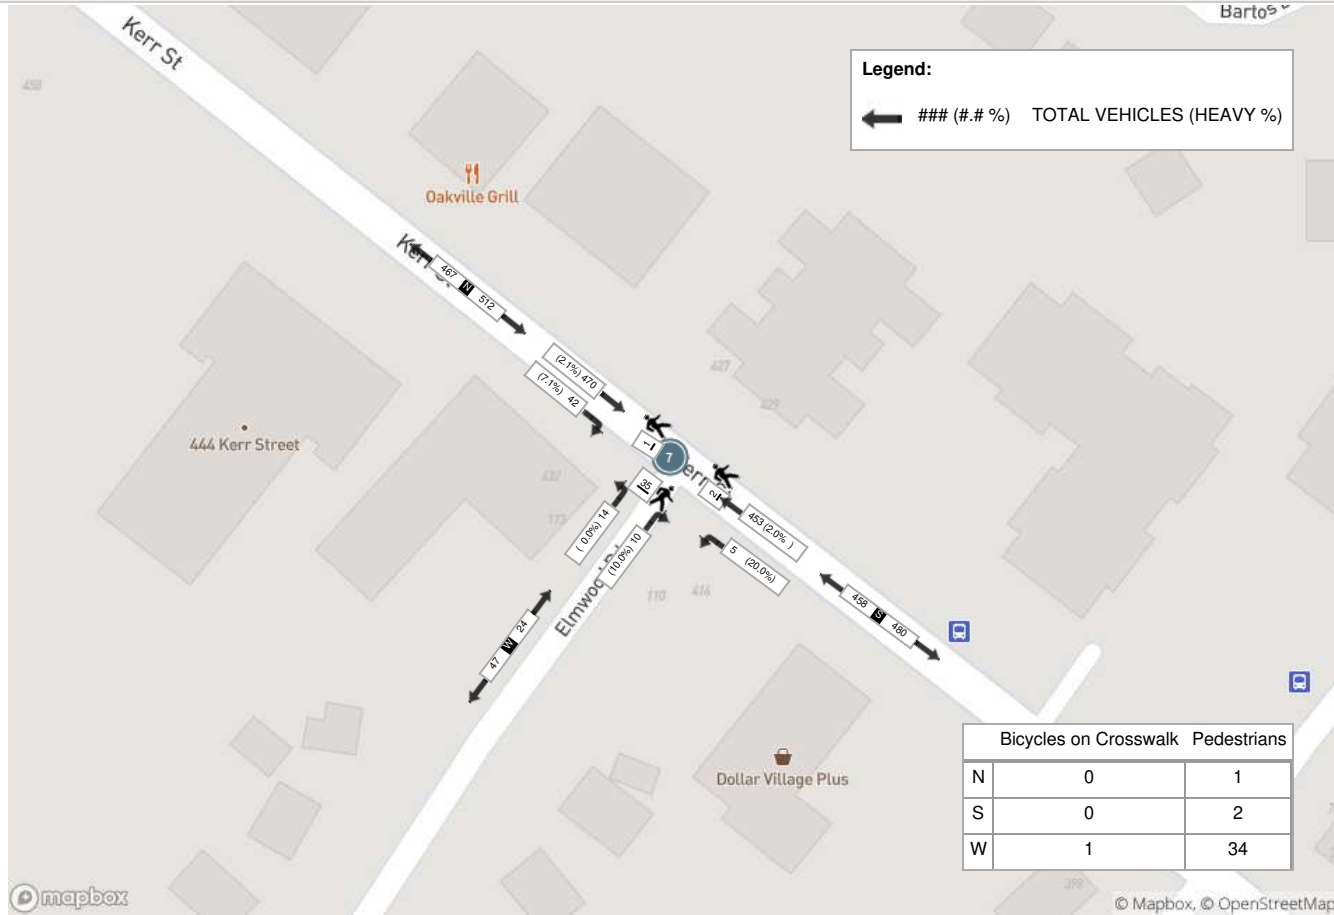 Bartos
Kerr St
450
Legend:
### (#.# %) TOTAL VEHICLES (HEAVY %)
Oakville Grill
467 N 512
(2.1%) 470
(7.1%) 42
427
429
444 Kerr Street
1
7
Kerr
432
35
2
113
( 0.0%) 14
(10.0%) 10
453 (2.0% )
5 (20.0%)
110
414
Elmwood
47 W 24
458 S 480
Dollar Village Plus
Bicycles on Crosswalk Pedestrians
N 0 1
S 0 2
W 1 34
398
mapbox
© Mapbox, © OpenStreetMap